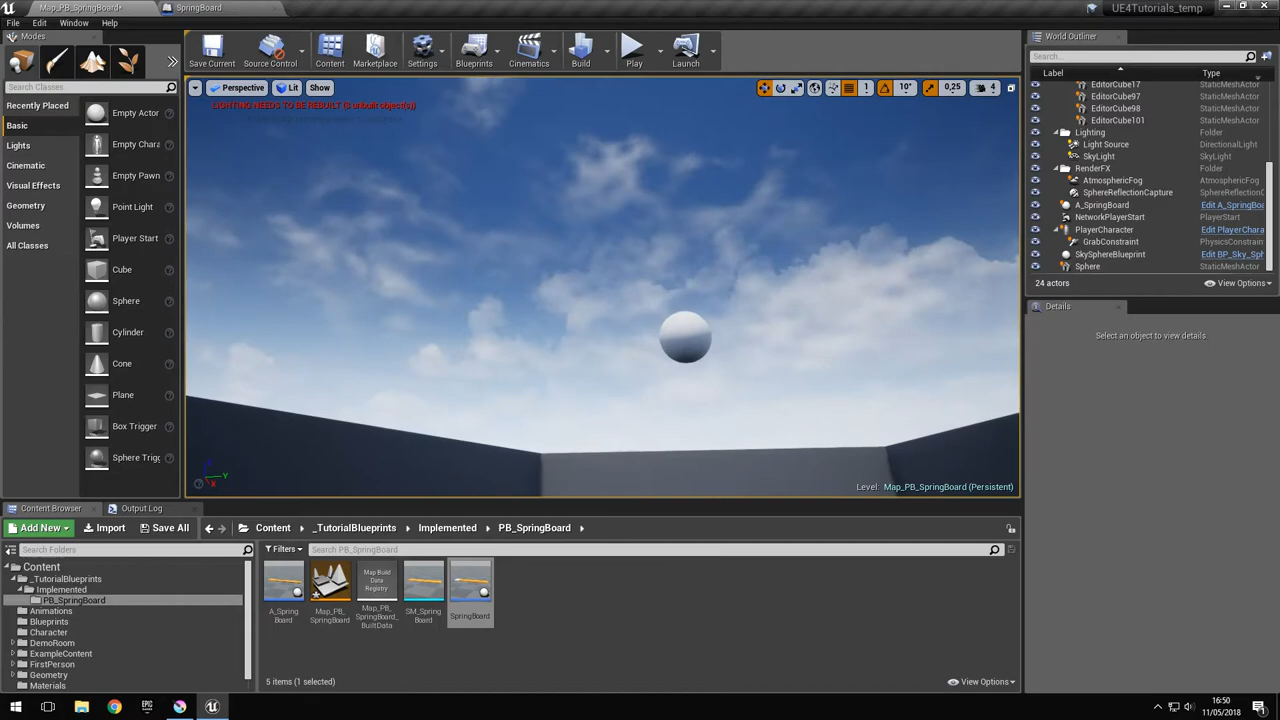 Map_PB_SpringBoard*
SpringBoard
UE4Tutorials_temp
File Edit Window Help
Modes
Search Classes
Recently Placed
Basic
Lights
Cinematic
Visual Effects
Geometry
Volumes
All Classes
Empty Actor
Empty Chara
Empty Pawn
Point Light
Player Start
Cube
Sphere
Cylinder
Cone
Plane
Box Trigger
Sphere Trigg
Save Current
Source Control
Content
Marketplace
Settings
Blueprints
Cinematics
Build
Play
Launch
Perspective
Lit
Show
1
10°
0,25
4
Level: Map_PB_SpringBoard (Persistent)
World Outliner
Search...
Label Type
EditorCube17 StaticMeshActor
EditorCube97 StaticMeshActor
EditorCube98 StaticMeshActor
EditorCube101 StaticMeshActor
Lighting Folder
Light Source DirectionalLight
SkyLight SkyLight
RenderFX Folder
AtmosphericFog AtmosphericFog
SphereReflectionCapture SphereReflectionC
A_SpringBoard Edit A_SpringBoa
NetworkPlayerStart PlayerStart
PlayerCharacter Edit PlayerChara
GrabConstraint PhysicsConstrain
SkySphereBlueprint Edit BP_Sky_Sph
Sphere StaticMeshActor
24 actors
View Options
Details
Select an object to view details.
Content Browser
Output Log
Add New
Import
Save All
Content
_TutorialBlueprints
Implemented
PB_SpringBoard
Search Folders
Filters
Search PB_SpringBoard
Content
_TutorialBlueprints
Implemented
PB_SpringBoard
Animations
Blueprints
Character
DemoRoom
ExampleContent
FirstPerson
Geometry
Materials
A_Spring
Board
Map_PB_
SpringBoard
Map Build
Data
Registry
Map_PB_
SpringBoard_
BuiltData
SM_Spring
Board
SpringBoard
5 items (1 selected)
View Options
EPIC
GAMES
16:50
11/05/2018